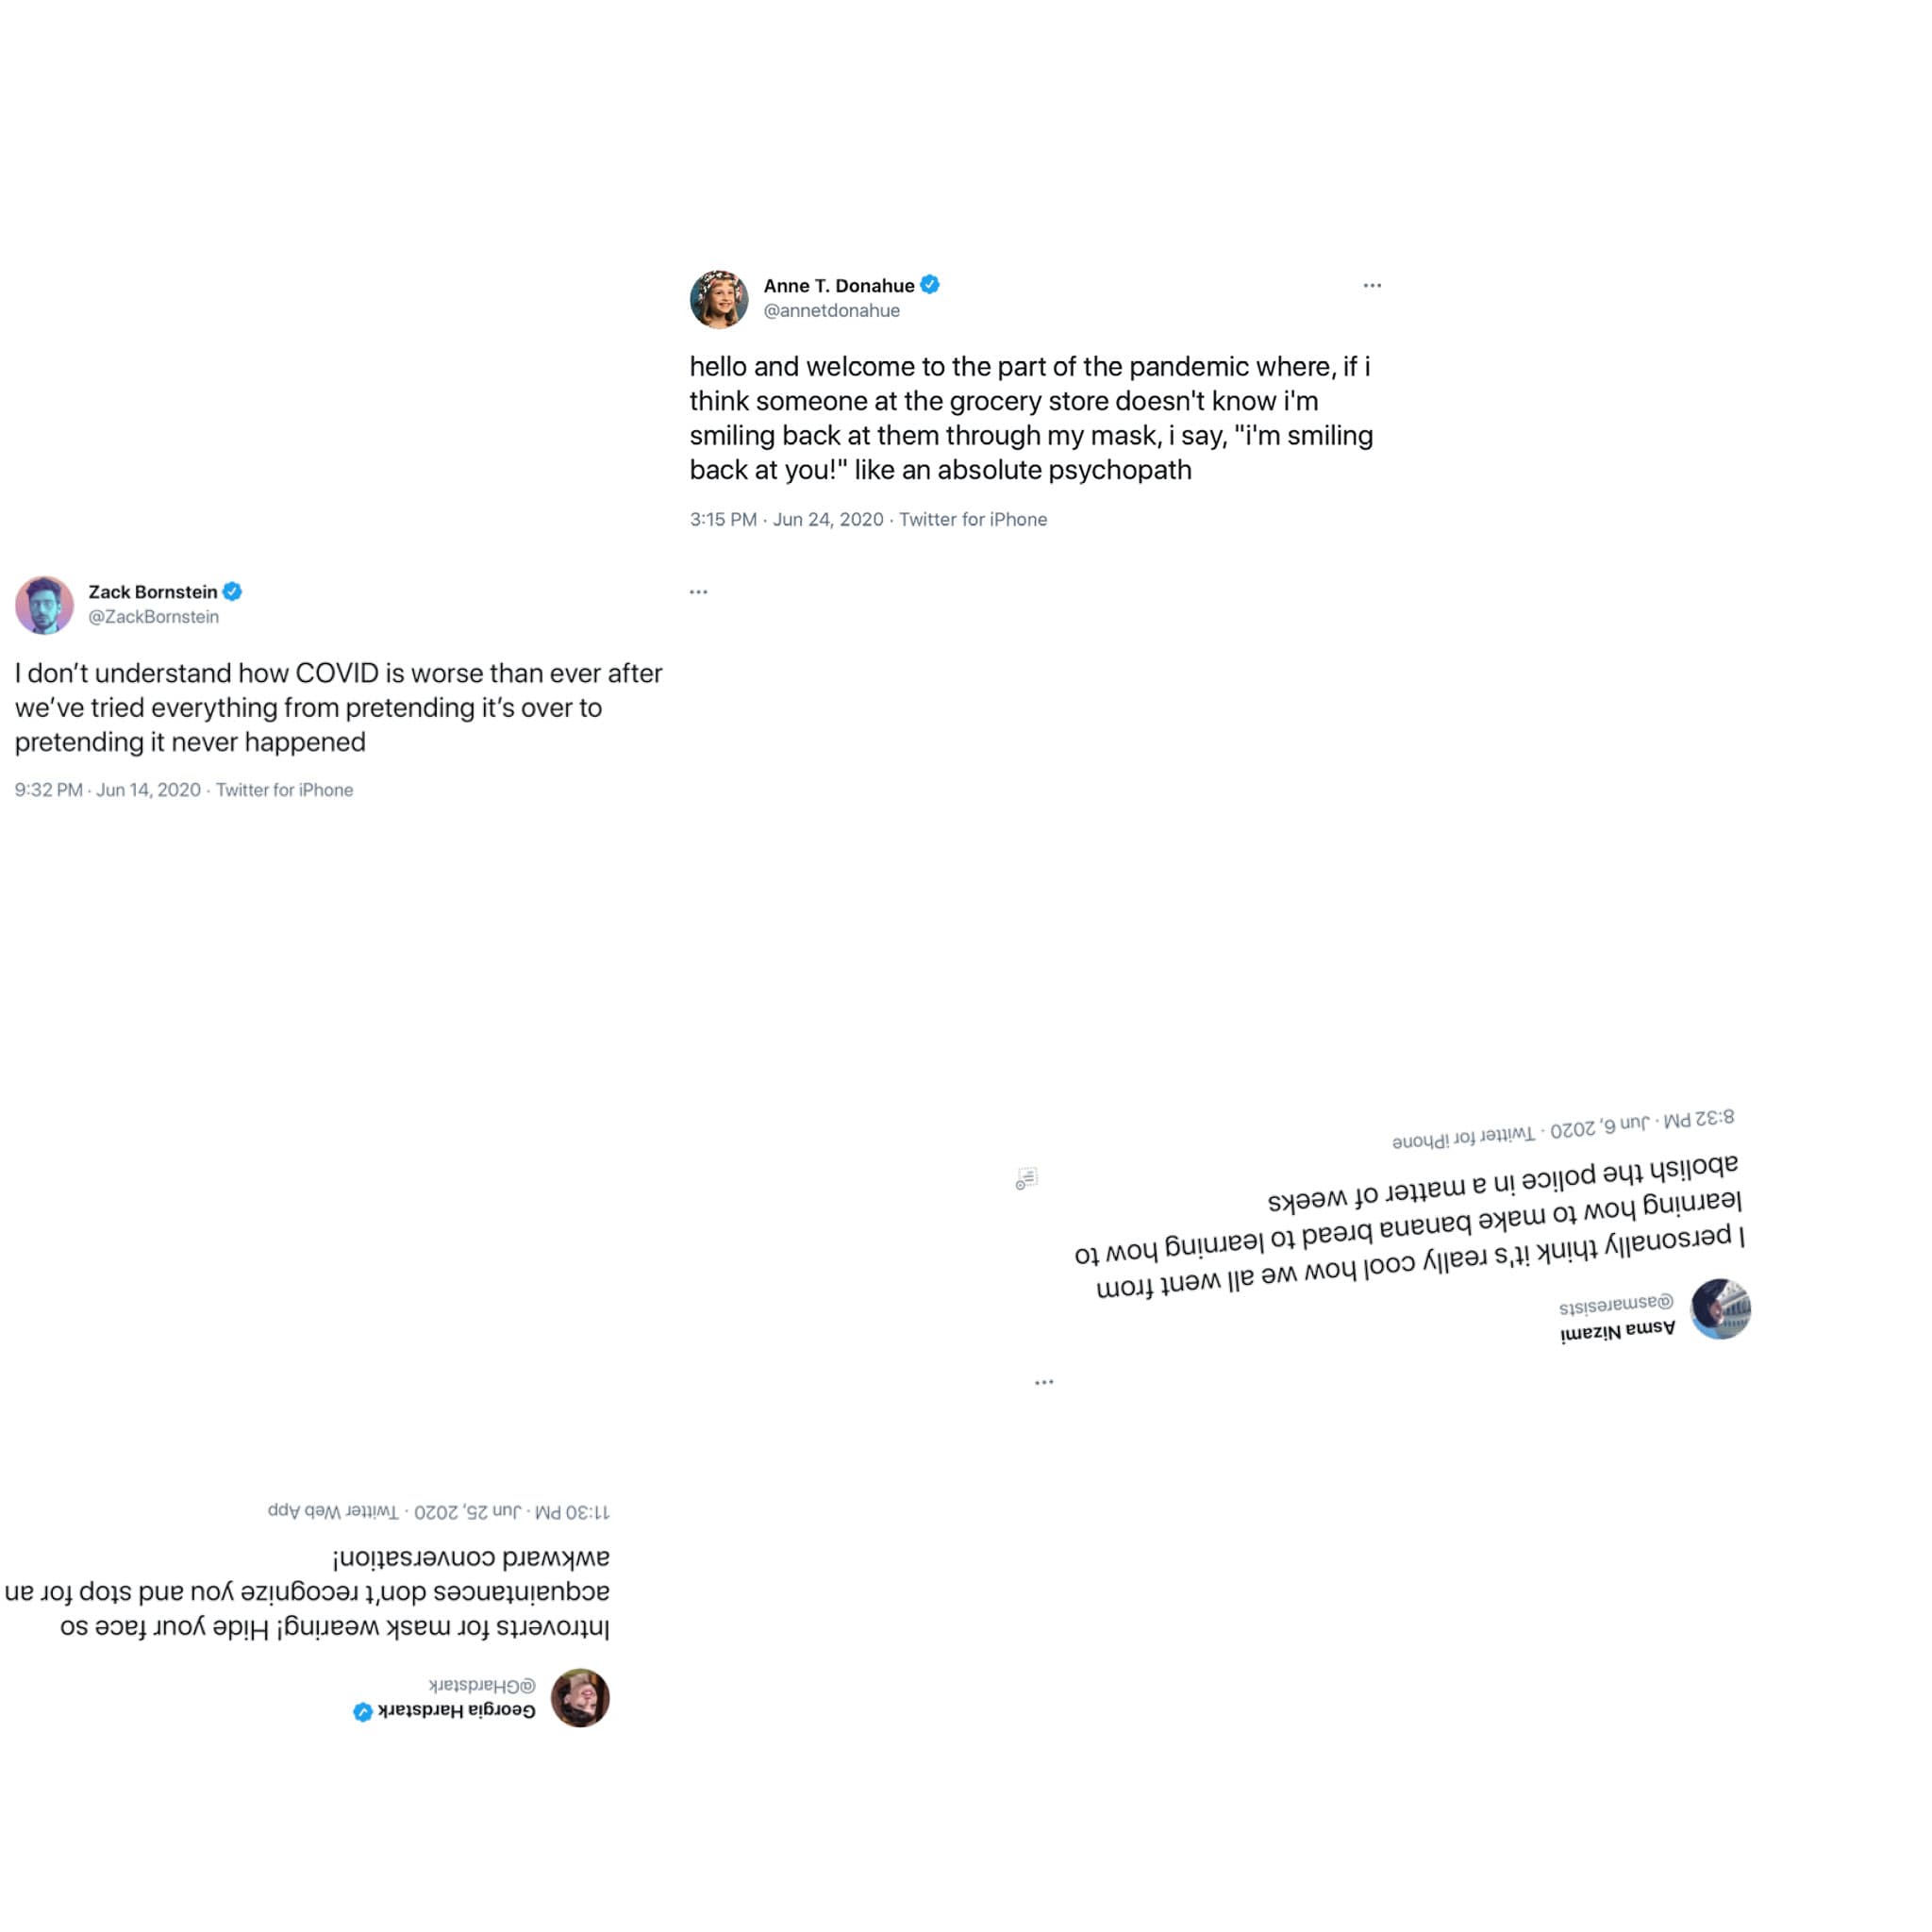 Anne T. Donahue
@annetdonahue
hello and welcome to the part of the pandemic where, if i
think someone at the grocery store doesn't know i'm
smiling back at them through my mask, i say, "i'm smiling
back at you!" like an absolute psychopath
3:15 PM · Jun 24, 2020 · Twitter for iPhone
Zack Bornstein
@ZackBornstein
I don’t understand how COVID is worse than ever after
we’ve tried everything from pretending it’s over to
pretending it never happened
9:32 PM · Jun 14, 2020 · Twitter for iPhone
Asma Nizami
@asmaresists
I personally think it's really cool how we all went from
learning how to make banana bread to learning how to
abolish the police in a matter of weeks
8:32 PM · Jun 6, 2020 · Twitter for iPhone
Georgia Hardstark
@GHardstark
Introverts for mask wearing! Hide your face so
acquaintances don't recognize you and stop for an
awkward conversation!
11:30 PM · Jun 25, 2020 · Twitter Web App